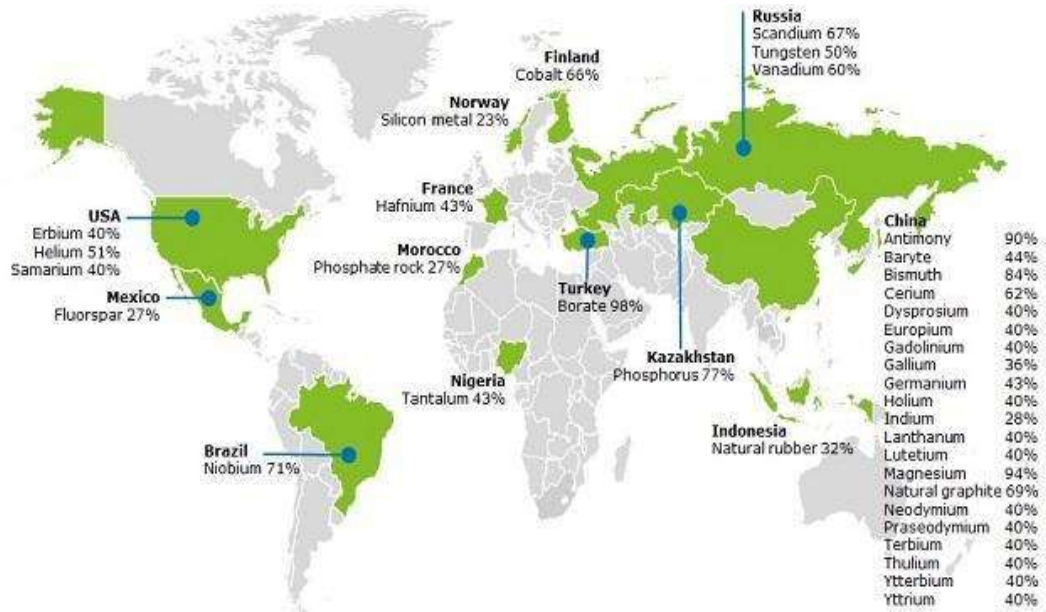 Russia
Scandium 67%
Tungsten 50%
Vanadium 60%
Finland
Cobalt 66%
Norway
Silicon metal 23%
France
Hafnium 43%
USA
Erbium 40%
Helium 51%
Samarium 40%
Morocco
Phosphate rock 27%
Mexico
Fluorspar 27%
Turkey
Borate 98%
Kazakhstan
Phosphorus 77%
Nigeria
Tantalum 43%
Brazil
Niobium 71%
Indonesia
Natural rubber 32%
China
Antimony 90%
Baryte 44%
Bismuth 84%
Cerium 62%
Dysprosium 40%
Europium 40%
Gadolinium 40%
Gallium 36%
Germanium 43%
Holium 40%
Indium 28%
Lanthanum 40%
Lutetium 40%
Magnesium 94%
Natural graphite 69%
Neodymium 40%
Praseodymium 40%
Terbium 40%
Thulium 40%
Ytterbium 40%
Yttrium 40%